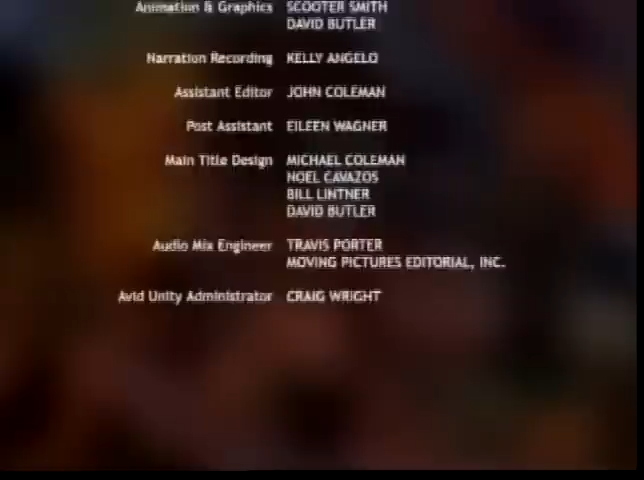 Animation & Graphics SCOOTER SMITH
DAVID BUTLER
Narration Recording KELLY ANGELO
Assistant Editor JOHN COLEMAN
Post Assistant EILEEN WAGNER
Main Title Design MICHAEL COLEMAN
NOEL CAVAZOS
BILL LINTNER
DAVID BUTLER
Audio Mix Engineer TRAVIS PORTER
MOVING PICTURES EDITORIAL, INC.
Avid Unity Administrator CRAIG WRIGHT